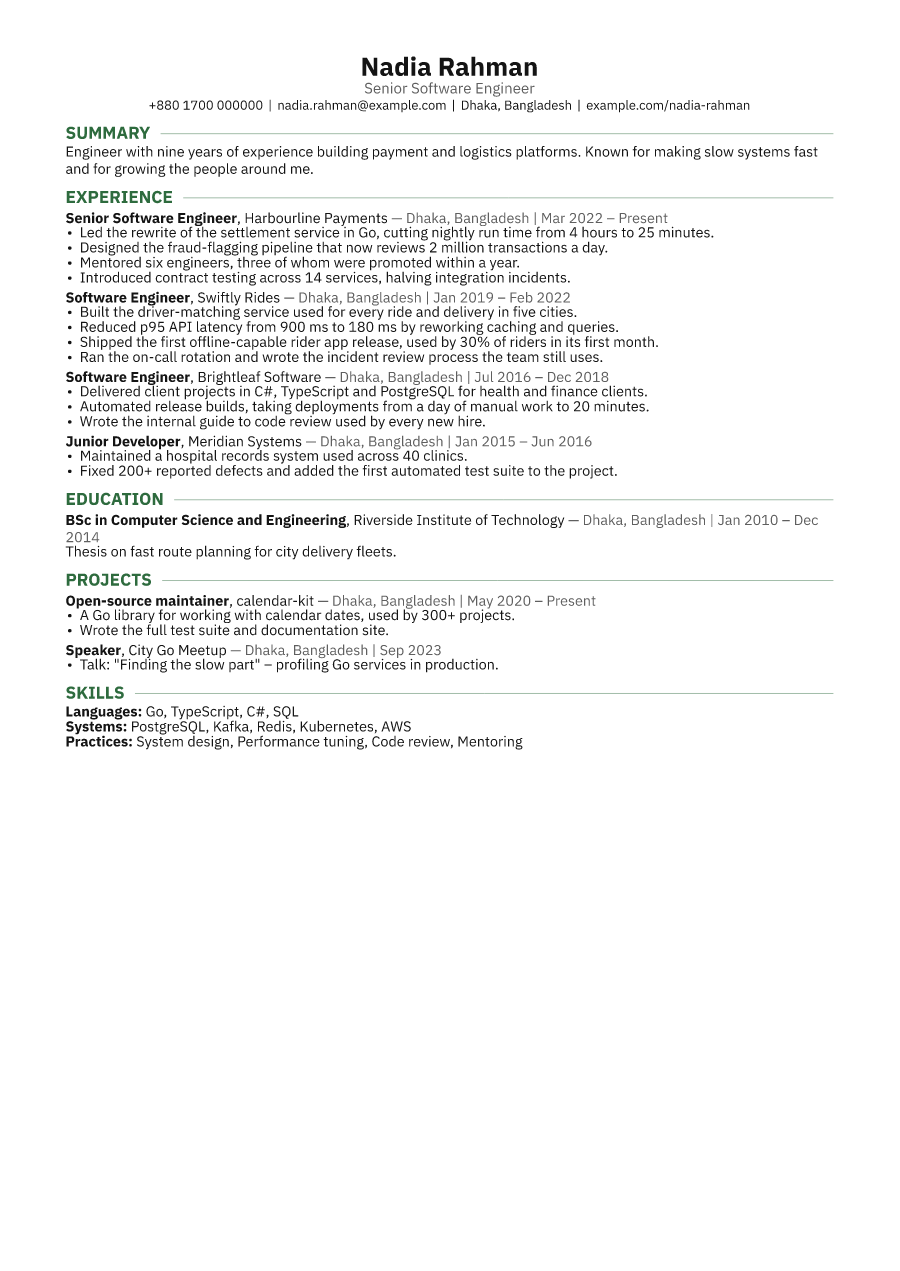 Nadia Rahman
Senior Software Engineer
+880 1700 000000 | nadia.rahman@example.com | Dhaka, Bangladesh | example.com/nadia-rahman
SUMMARY
Engineer with nine years of experience building payment and logistics platforms. Known for making slow systems fast
and for growing the people around me.
EXPERIENCE
Senior Software Engineer, Harbourline Payments — Dhaka, Bangladesh | Mar 2022 – Present
• Led the rewrite of the settlement service in Go, cutting nightly run time from 4 hours to 25 minutes.
• Designed the fraud-flagging pipeline that now reviews 2 million transactions a day.
• Mentored six engineers, three of whom were promoted within a year.
• Introduced contract testing across 14 services, halving integration incidents.
Software Engineer, Swiftly Rides — Dhaka, Bangladesh | Jan 2019 – Feb 2022
• Built the driver-matching service used for every ride and delivery in five cities.
• Reduced p95 API latency from 900 ms to 180 ms by reworking caching and queries.
• Shipped the first offline-capable rider app release, used by 30% of riders in its first month.
• Ran the on-call rotation and wrote the incident review process the team still uses.
Software Engineer, Brightleaf Software — Dhaka, Bangladesh | Jul 2016 – Dec 2018
• Delivered client projects in C#, TypeScript and PostgreSQL for health and finance clients.
• Automated release builds, taking deployments from a day of manual work to 20 minutes.
• Wrote the internal guide to code review used by every new hire.
Junior Developer, Meridian Systems — Dhaka, Bangladesh | Jan 2015 – Jun 2016
• Maintained a hospital records system used across 40 clinics.
• Fixed 200+ reported defects and added the first automated test suite to the project.
EDUCATION
BSc in Computer Science and Engineering, Riverside Institute of Technology — Dhaka, Bangladesh | Jan 2010 – Dec
2014
Thesis on fast route planning for city delivery fleets.
PROJECTS
Open-source maintainer, calendar-kit — Dhaka, Bangladesh | May 2020 – Present
• A Go library for working with calendar dates, used by 300+ projects.
• Wrote the full test suite and documentation site.
Speaker, City Go Meetup — Dhaka, Bangladesh | Sep 2023
• Talk: "Finding the slow part" – profiling Go services in production.
SKILLS
Languages: Go, TypeScript, C#, SQL
Systems: PostgreSQL, Kafka, Redis, Kubernetes, AWS
Practices: System design, Performance tuning, Code review, Mentoring